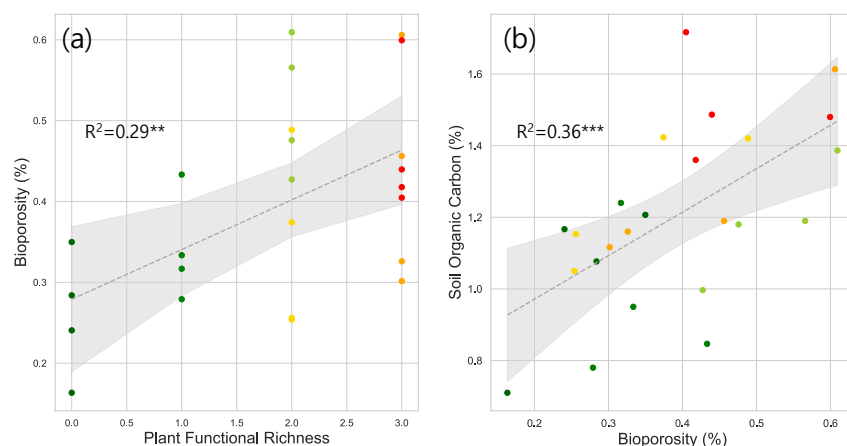 (a)
R²=0.29**
Bioporosity (%)
0.6
0.5
0.4
0.3
0.2
0.0 0.5 1.0 1.5 2.0 2.5 3.0
Plant Functional Richness
(b)
R²=0.36***
Soil Organic Carbon (%)
1.6
1.4
1.2
1.0
0.8
0.2 0.3 0.4 0.5 0.6
Bioporosity (%)